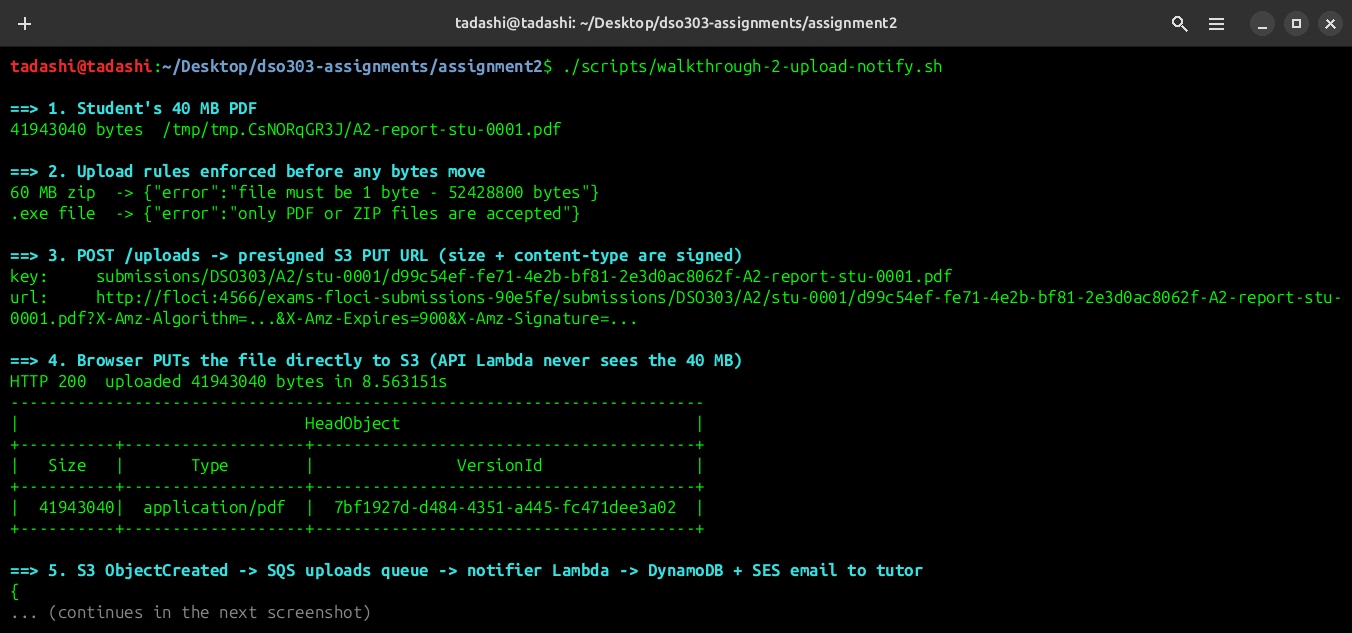 tadashi@tadashi: ~/Desktop/dso303-assignments/assignment2
tadashi@tadashi:~/Desktop/dso303-assignments/assignment2$ ./scripts/walkthrough-2-upload-notify.sh
==> 1. Student's 40 MB PDF
41943040 bytes  /tmp/tmp.CsNORqGR3J/A2-report-stu-0001.pdf
==> 2. Upload rules enforced before any bytes move
60 MB zip  -> {"error":"file must be 1 byte - 52428800 bytes"}
.exe file  -> {"error":"only PDF or ZIP files are accepted"}
==> 3. POST /uploads -> presigned S3 PUT URL (size + content-type are signed)
key:     submissions/DSO303/A2/stu-0001/d99c54ef-fe71-4e2b-bf81-2e3d0ac8062f-A2-report-stu-0001.pdf
url:     http://floci:4566/exams-floci-submissions-90e5fe/submissions/DSO303/A2/stu-0001/d99c54ef-fe71-4e2b-bf81-2e3d0ac8062f-A2-report-stu-
0001.pdf?X-Amz-Algorithm=...&X-Amz-Expires=900&X-Amz-Signature=...
==> 4. Browser PUTs the file directly to S3 (API Lambda never sees the 40 MB)
HTTP 200  uploaded 41943040 bytes in 8.563151s
-------------------------------------------------------------------------
|                              HeadObject                               |
+----------+-------------------+----------------------------------------+
|   Size   |       Type        |               VersionId                |
+----------+-------------------+----------------------------------------+
|  41943040|  application/pdf  |  7bf1927d-d484-4351-a445-fc471dee3a02  |
+----------+-------------------+----------------------------------------+
==> 5. S3 ObjectCreated -> SQS uploads queue -> notifier Lambda -> DynamoDB + SES email to tutor
{
... (continues in the next screenshot)